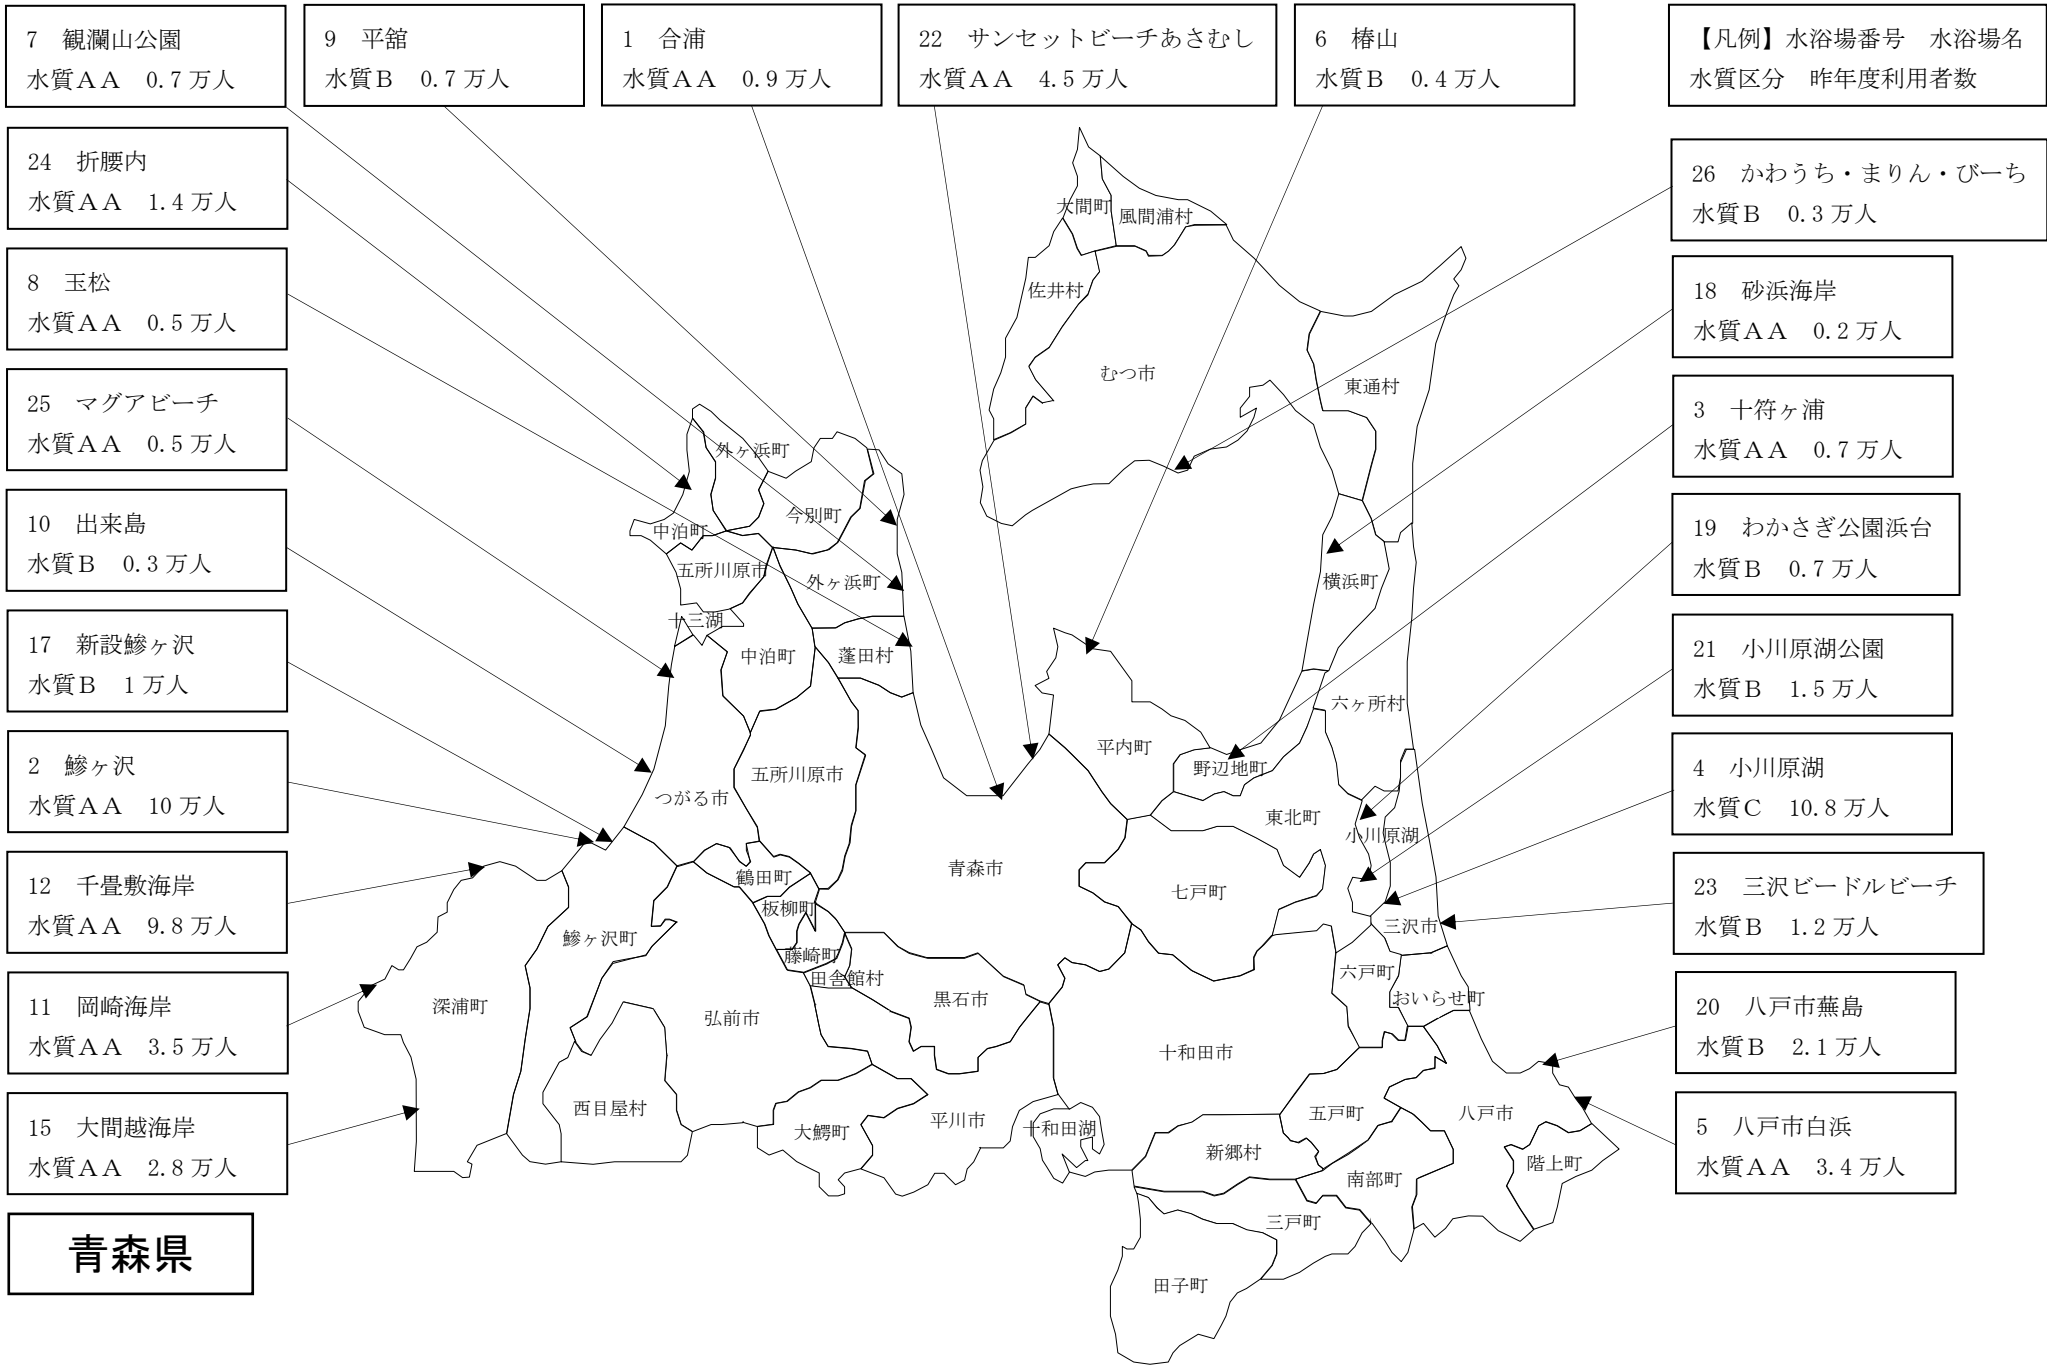 7　観瀾山公園
水質ＡＡ　0.7万人
9　平舘
水質Ｂ　0.7万人
1　合浦
水質ＡＡ　0.9万人
22　サンセットビーチあさむし
水質ＡＡ　4.5万人
6　椿山
水質Ｂ　0.4万人
【凡例】水浴場番号　水浴場名
水質区分　昨年度利用者数
24　折腰内
水質ＡＡ　1.4万人
8　玉松
水質ＡＡ　0.5万人
25　マグアビーチ
水質ＡＡ　0.5万人
10　出来島
水質Ｂ　0.3万人
17　新設鰺ヶ沢
水質Ｂ　1万人
2　鰺ヶ沢
水質ＡＡ　10万人
12　千畳敷海岸
水質ＡＡ　9.8万人
11　岡崎海岸
水質ＡＡ　3.5万人
15　大間越海岸
水質ＡＡ　2.8万人
青森県
26　かわうち・まりん・びーち
水質Ｂ　0.3万人
18　砂浜海岸
水質ＡＡ　0.2万人
3　十符ヶ浦
水質ＡＡ　0.7万人
19　わかさぎ公園浜台
水質Ｂ　0.7万人
21　小川原湖公園
水質Ｂ　1.5万人
4　小川原湖
水質Ｃ　10.8万人
23　三沢ビードルビーチ
水質Ｂ　1.2万人
20　八戸市蕪島
水質Ｂ　2.1万人
5　八戸市白浜
水質ＡＡ　3.4万人
大間町
風間浦村
佐井村
むつ市
東通村
外ヶ浜町
今別町
中泊町
五所川原市
外ヶ浜町
横浜町
十三湖
中泊町
蓬田村
六ヶ所村
平内町
野辺地町
五所川原市
つがる市
東北町
小川原湖
青森市
鶴田町
七戸町
板柳町
三沢市
鰺ヶ沢町
藤崎町
田舎館村
六戸町
黒石市
おいらせ町
深浦町
弘前市
十和田市
西目屋村
五戸町
八戸市
平川市
大鰐町
十和田湖
新郷村
階上町
南部町
三戸町
田子町